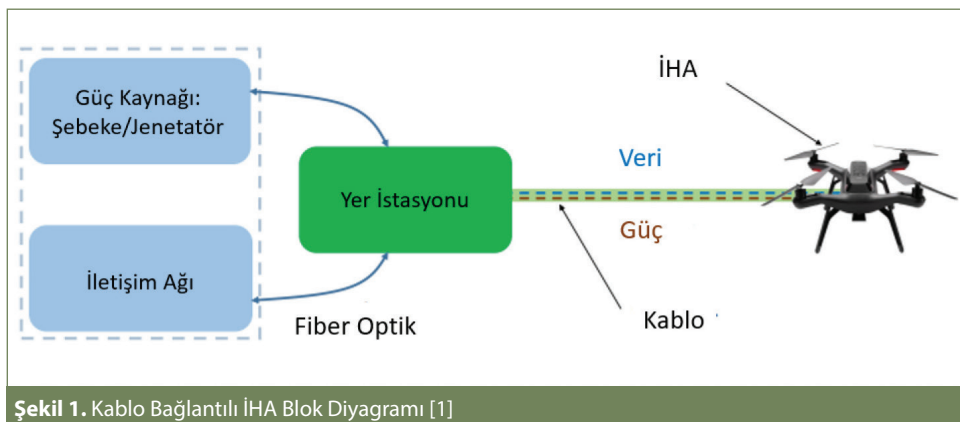 Güç Kaynağı:
Şebeke/Jenetatör
İletişim Ağı
Yer İstasyonu
Fiber Optik
Veri
Güç
Kablo
İHA
Şekil 1. Kablo Bağlantılı İHA Blok Diyagramı [1]